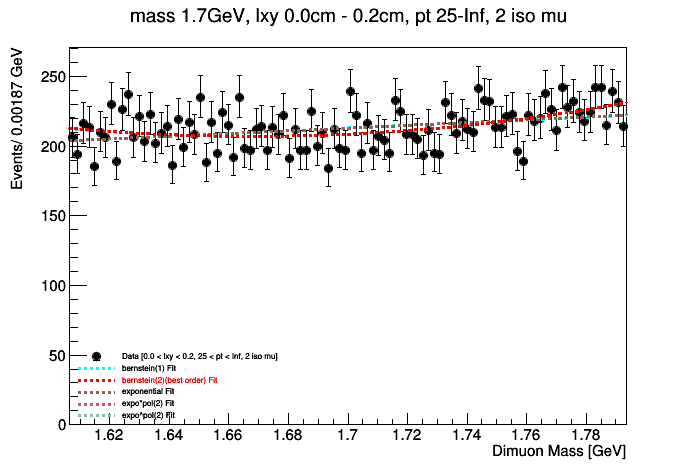 mass 1.7GeV, lxy 0.0cm - 0.2cm, pt 25-Inf, 2 iso mu
Events/ 0.00187 GeV
250
200
150
100
50
0
Data [0.0 < lxy < 0.2, 25 < pt < Inf, 2 iso mu]
bernstein(1) Fit
bernstein(2)(best order) Fit
exponential Fit
expo*pol(2) Fit
expo^pol(2) Fit
1.62 1.64 1.66 1.68 1.7 1.72 1.74 1.76 1.78
Dimuon Mass [GeV]